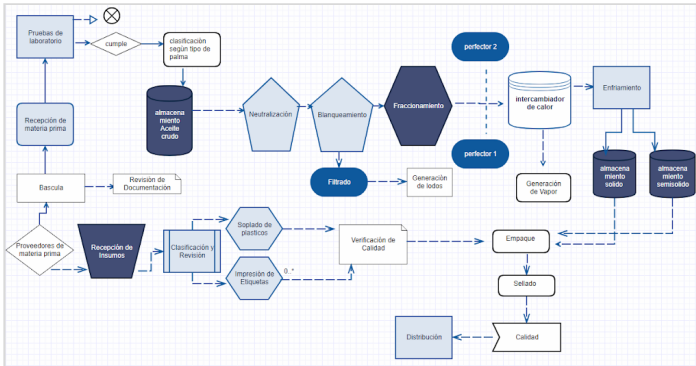 Pruebas de
laboratorio
cumple
clasificación
según tipo de
palma
perfector 2
almacena
miento
Aceite
crudo
Neutralización
Blanqueamiento
Fraccionamiento
intercambiador
de calor
Enfriamiento
Recepción de
materia prima
perfector 1
Filtrado
Generación
de lodos
Generación
de Vapor
almacena
miento
solido
almacena
miento
semisolido
Bascula
Revisión de
Documentación
Proveedores de
materia prima
Recepción de
Insumos
Clasificación y
Revisión
Soplado de
plasticos
Impresión de
Etiquetas
0..*
Verificación de
Calidad
Empaque
Sellado
Calidad
Distribución